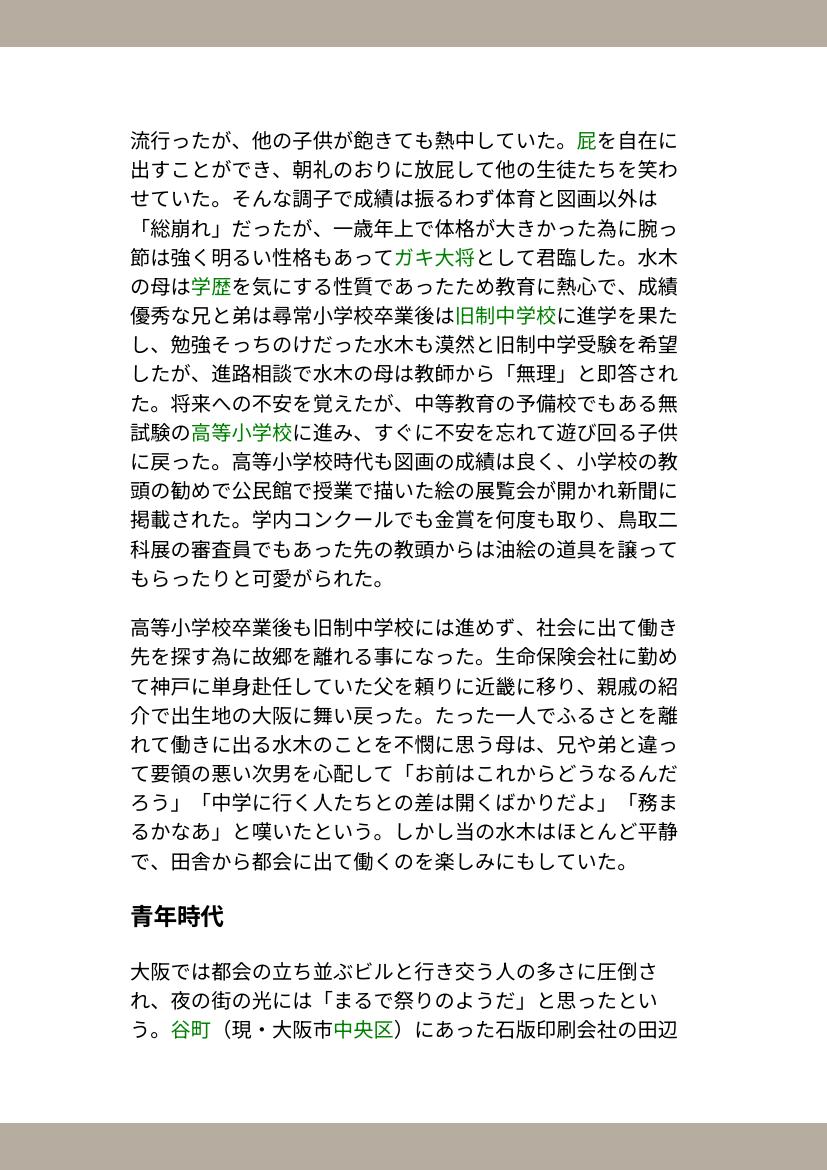 流行ったが、他の子供が飽きても熱中していた。屁を自在に
出すことができ、朝礼のおりに放屁して他の生徒たちを笑わ
せていた。そんな調子で成績は振るわず体育と図画以外は
「総崩れ」だったが、一歳年上で体格が大きかった為に腕っ
節は強く明るい性格もあってガキ大将として君臨した。水木
の母は学歴を気にする性質であったため教育に熱心で、成績
優秀な兄と弟は尋常小学校卒業後は旧制中学校に進学を果た
し、勉強そっちのけだった水木も漠然と旧制中学受験を希望
したが、進路相談で水木の母は教師から「無理」と即答され
た。将来への不安を覚えたが、中等教育の予備校でもある無
試験の高等小学校に進み、すぐに不安を忘れて遊び回る子供
に戻った。高等小学校時代も図画の成績は良く、小学校の教
頭の勧めで公民館で授業で描いた絵の展覧会が開かれ新聞に
掲載された。学内コンクールでも金賞を何度も取り、鳥取二
科展の審査員でもあった先の教頭からは油絵の道具を譲って
もらったりと可愛がられた。
高等小学校卒業後も旧制中学校には進めず、社会に出て働き
先を探す為に故郷を離れる事になった。生命保険会社に勤め
て神戸に単身赴任していた父を頼りに近畿に移り、親戚の紹
介で出生地の大阪に舞い戻った。たった一人でふるさとを離
れて働きに出る水木のことを不憫に思う母は、兄や弟と違っ
て要領の悪い次男を心配して「お前はこれからどうなるんだ
ろう」「中学に行く人たちとの差は開くばかりだよ」「務ま
るかなあ」と嘆いたという。しかし当の水木はほとんど平静
で、田舎から都会に出て働くのを楽しみにもしていた。
青年時代
大阪では都会の立ち並ぶビルと行き交う人の多さに圧倒さ
れ、夜の街の光には「まるで祭りのようだ」と思ったとい
う。谷町（現・大阪市中央区）にあった石版印刷会社の田辺